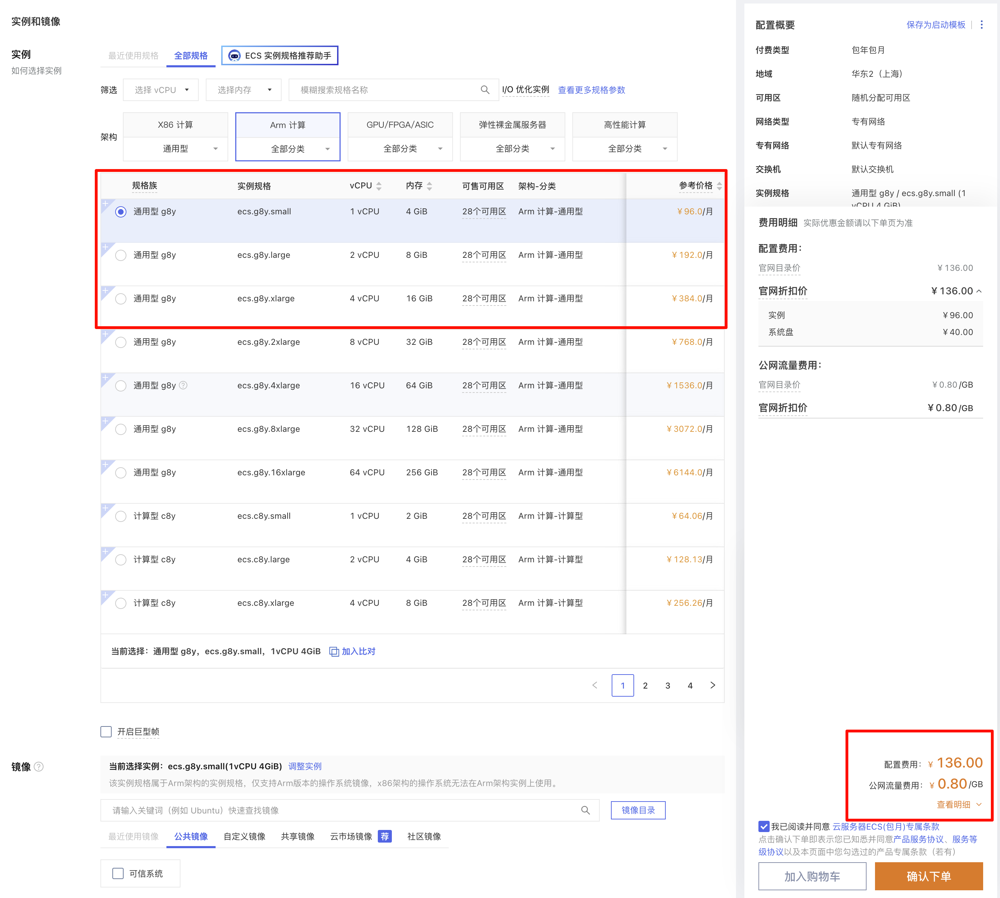 实例和镜像
实例
如何选择实例
最近使用规格 全部规格 ECS 实例规格推荐助手
筛选 选择 vCPU 选择内存 模糊搜索规格名称 I/O 优化实例 查看更多规格参数
架构
X86 计算 Arm 计算 GPU/FPGA/ASIC 弹性裸金属服务器 高性能计算
通用型 全部分类 全部分类 全部分类 全部分类
规格族 实例规格 vCPU 内存 可售可用区 架构-分类 参考价格
通用型 g8y ecs.g8y.small 1 vCPU 4 GiB 28个可用区 Arm 计算-通用型 ¥ 96.0/月
通用型 g8y ecs.g8y.large 2 vCPU 8 GiB 28个可用区 Arm 计算-通用型 ¥ 192.0/月
通用型 g8y ecs.g8y.xlarge 4 vCPU 16 GiB 28个可用区 Arm 计算-通用型 ¥ 384.0/月
通用型 g8y ecs.g8y.2xlarge 8 vCPU 32 GiB 28个可用区 Arm 计算-通用型 ¥ 768.0/月
通用型 g8y ecs.g8y.4xlarge 16 vCPU 64 GiB 28个可用区 Arm 计算-通用型 ¥ 1536.0/月
通用型 g8y ecs.g8y.8xlarge 32 vCPU 128 GiB 28个可用区 Arm 计算-通用型 ¥ 3072.0/月
通用型 g8y ecs.g8y.16xlarge 64 vCPU 256 GiB 28个可用区 Arm 计算-通用型 ¥ 6144.0/月
计算型 c8y ecs.c8y.small 1 vCPU 2 GiB 28个可用区 Arm 计算-计算型 ¥ 64.06/月
计算型 c8y ecs.c8y.large 2 vCPU 4 GiB 28个可用区 Arm 计算-计算型 ¥ 128.13/月
计算型 c8y ecs.c8y.xlarge 4 vCPU 8 GiB 28个可用区 Arm 计算-计算型 ¥ 256.26/月
当前选择：通用型 g8y，ecs.g8y.small，1vCPU 4GiB 加入比对
1 2 3 4
开启巨型帧
镜像
当前选择实例：ecs.g8y.small(1vCPU 4GiB) 调整实例
该实例规格属于Arm架构的实例规格，仅支持Arm版本的操作系统镜像，x86架构的操作系统无法在Arm架构实例上使用。
请输入关键词（例如 Ubuntu）快速查找镜像 镜像目录
最近使用镜像 公共镜像 自定义镜像 共享镜像 云市场镜像 荐 社区镜像
可信系统
配置概要 保存为启动模板
付费类型 包年包月
地域 华东2（上海）
可用区 随机分配可用区
网络类型 专有网络
专有网络 默认专有网络
交换机 默认交换机
实例规格 通用型 g8y / ecs.g8y.small (1
vCPU 4 GiB)
费用明细 实际优惠金额请以下单页为准
配置费用：
官网目录价 ¥ 136.00
官网折扣价 ¥ 136.00
实例 ¥ 96.00
系统盘 ¥ 40.00
公网流量费用：
官网目录价 ¥ 0.80/GB
官网折扣价 ¥ 0.80/GB
配置费用： ¥ 136.00
公网流量费用： ¥ 0.80/GB
查看明细
我已阅读并同意 云服务器ECS(包月)专属条款
点击确认下单即表示您已知悉并同意产品服务协议、服务等
级协议以及本页面中您勾选过的产品专属条款（若有）
加入购物车 确认下单